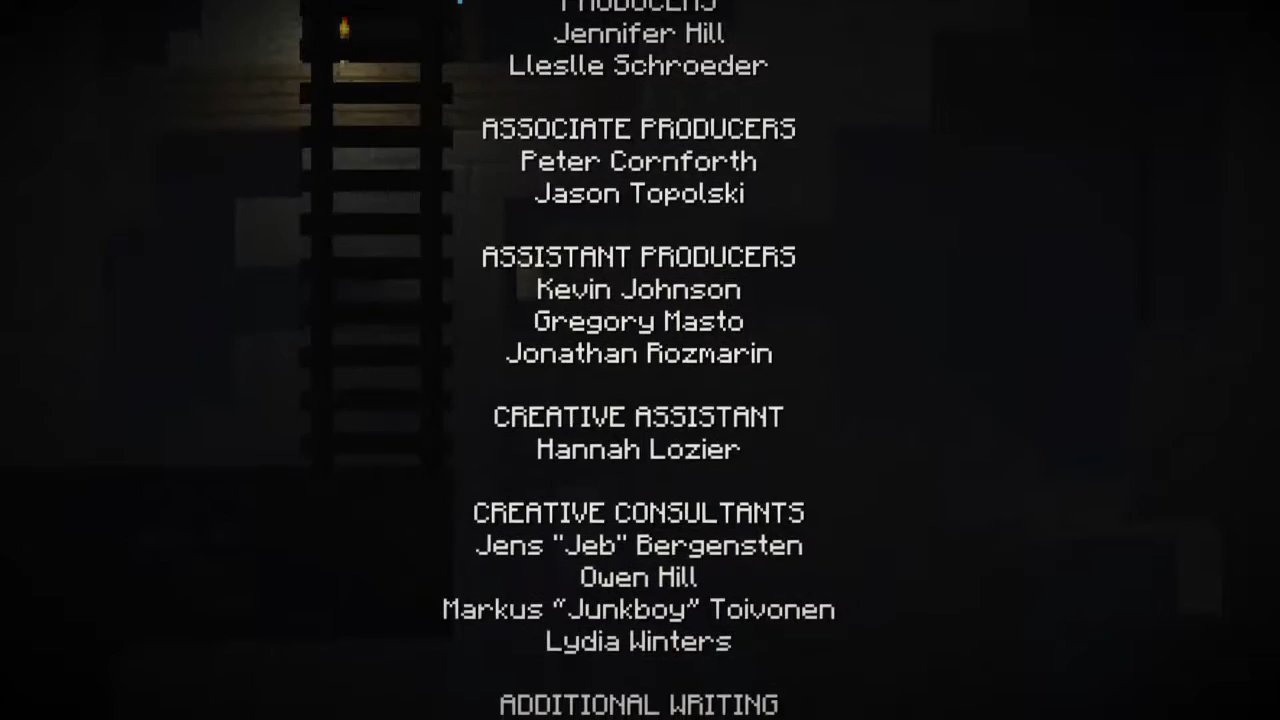 PRODUCERS
Jennifer Hill
Lleslle Schroeder
ASSOCIATE PRODUCERS
Peter Cornforth
Jason Topolski
ASSISTANT PRODUCERS
Kevin Johnson
Gregory Masto
Jonathan Rozmarin
CREATIVE ASSISTANT
Hannah Lozier
CREATIVE CONSULTANTS
Jens "Jeb" Bergensten
Owen Hill
Markus “Junkboy” Toivonen
Lydia Winters
ADDITIONAL WRITING